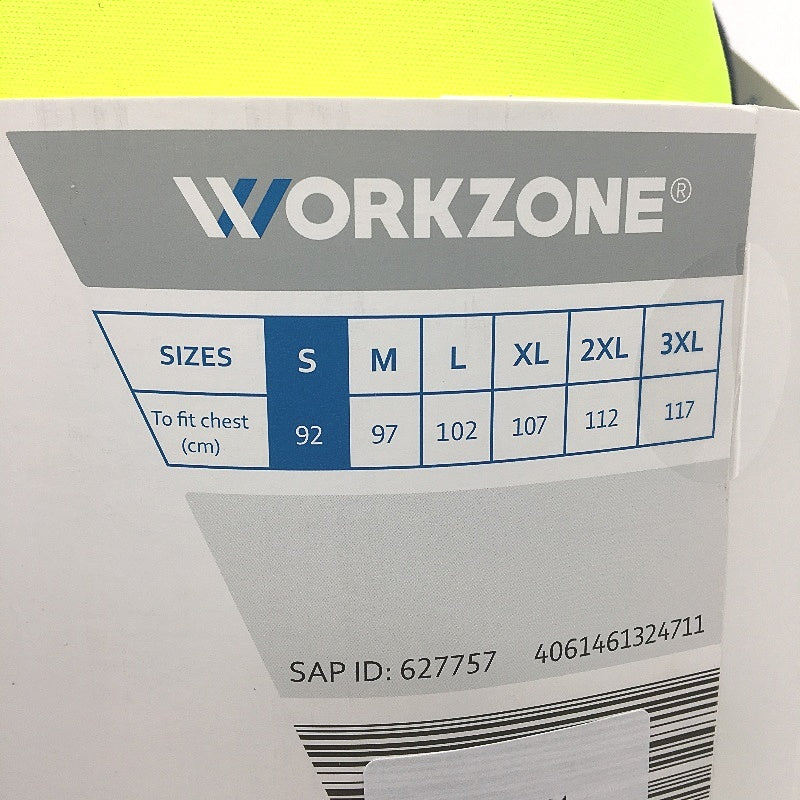 WORKZONE®
SIZES S M L XL 2XL 3XL
To fit chest (cm) 92 97 102 107 112 117
SAP ID: 627757 4061461324711